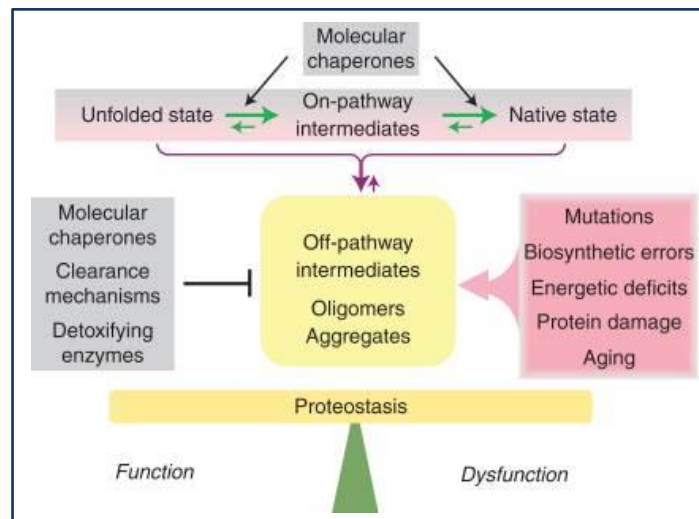 Molecular
chaperones
Unfolded state
On-pathway
intermediates
Native state
Molecular
chaperones
Clearance
mechanisms
Detoxifying
enzymes
Off-pathway
intermediates
Oligomers
Aggregates
Mutations
Biosynthetic errors
Energetic deficits
Protein damage
Aging
Proteostasis
Function
Dysfunction